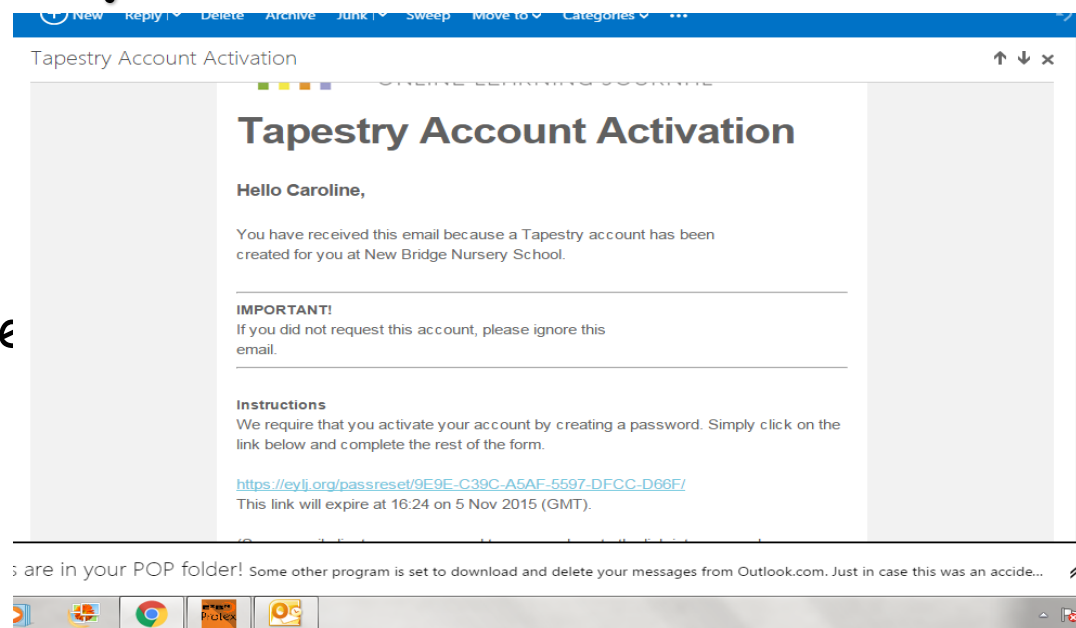 New Reply Delete Archive Junk Sweep Move to Categories ...
Tapestry Account Activation
ONLINE LEARNING JOURNAL
Tapestry Account Activation
Hello Caroline,
You have received this email because a Tapestry account has been
created for you at New Bridge Nursery School.
IMPORTANT!
If you did not request this account, please ignore this
email.
Instructions
We require that you activate your account by creating a password. Simply click on the
link below and complete the rest of the form.
https://eylj.org/passreset/9E9E-C39C-A5AF-5597-DFCC-D66F/
This link will expire at 16:24 on 5 Nov 2015 (GMT).
s are in your POP folder! Some other program is set to download and delete your messages from Outlook.com. Just in case this was an accide...